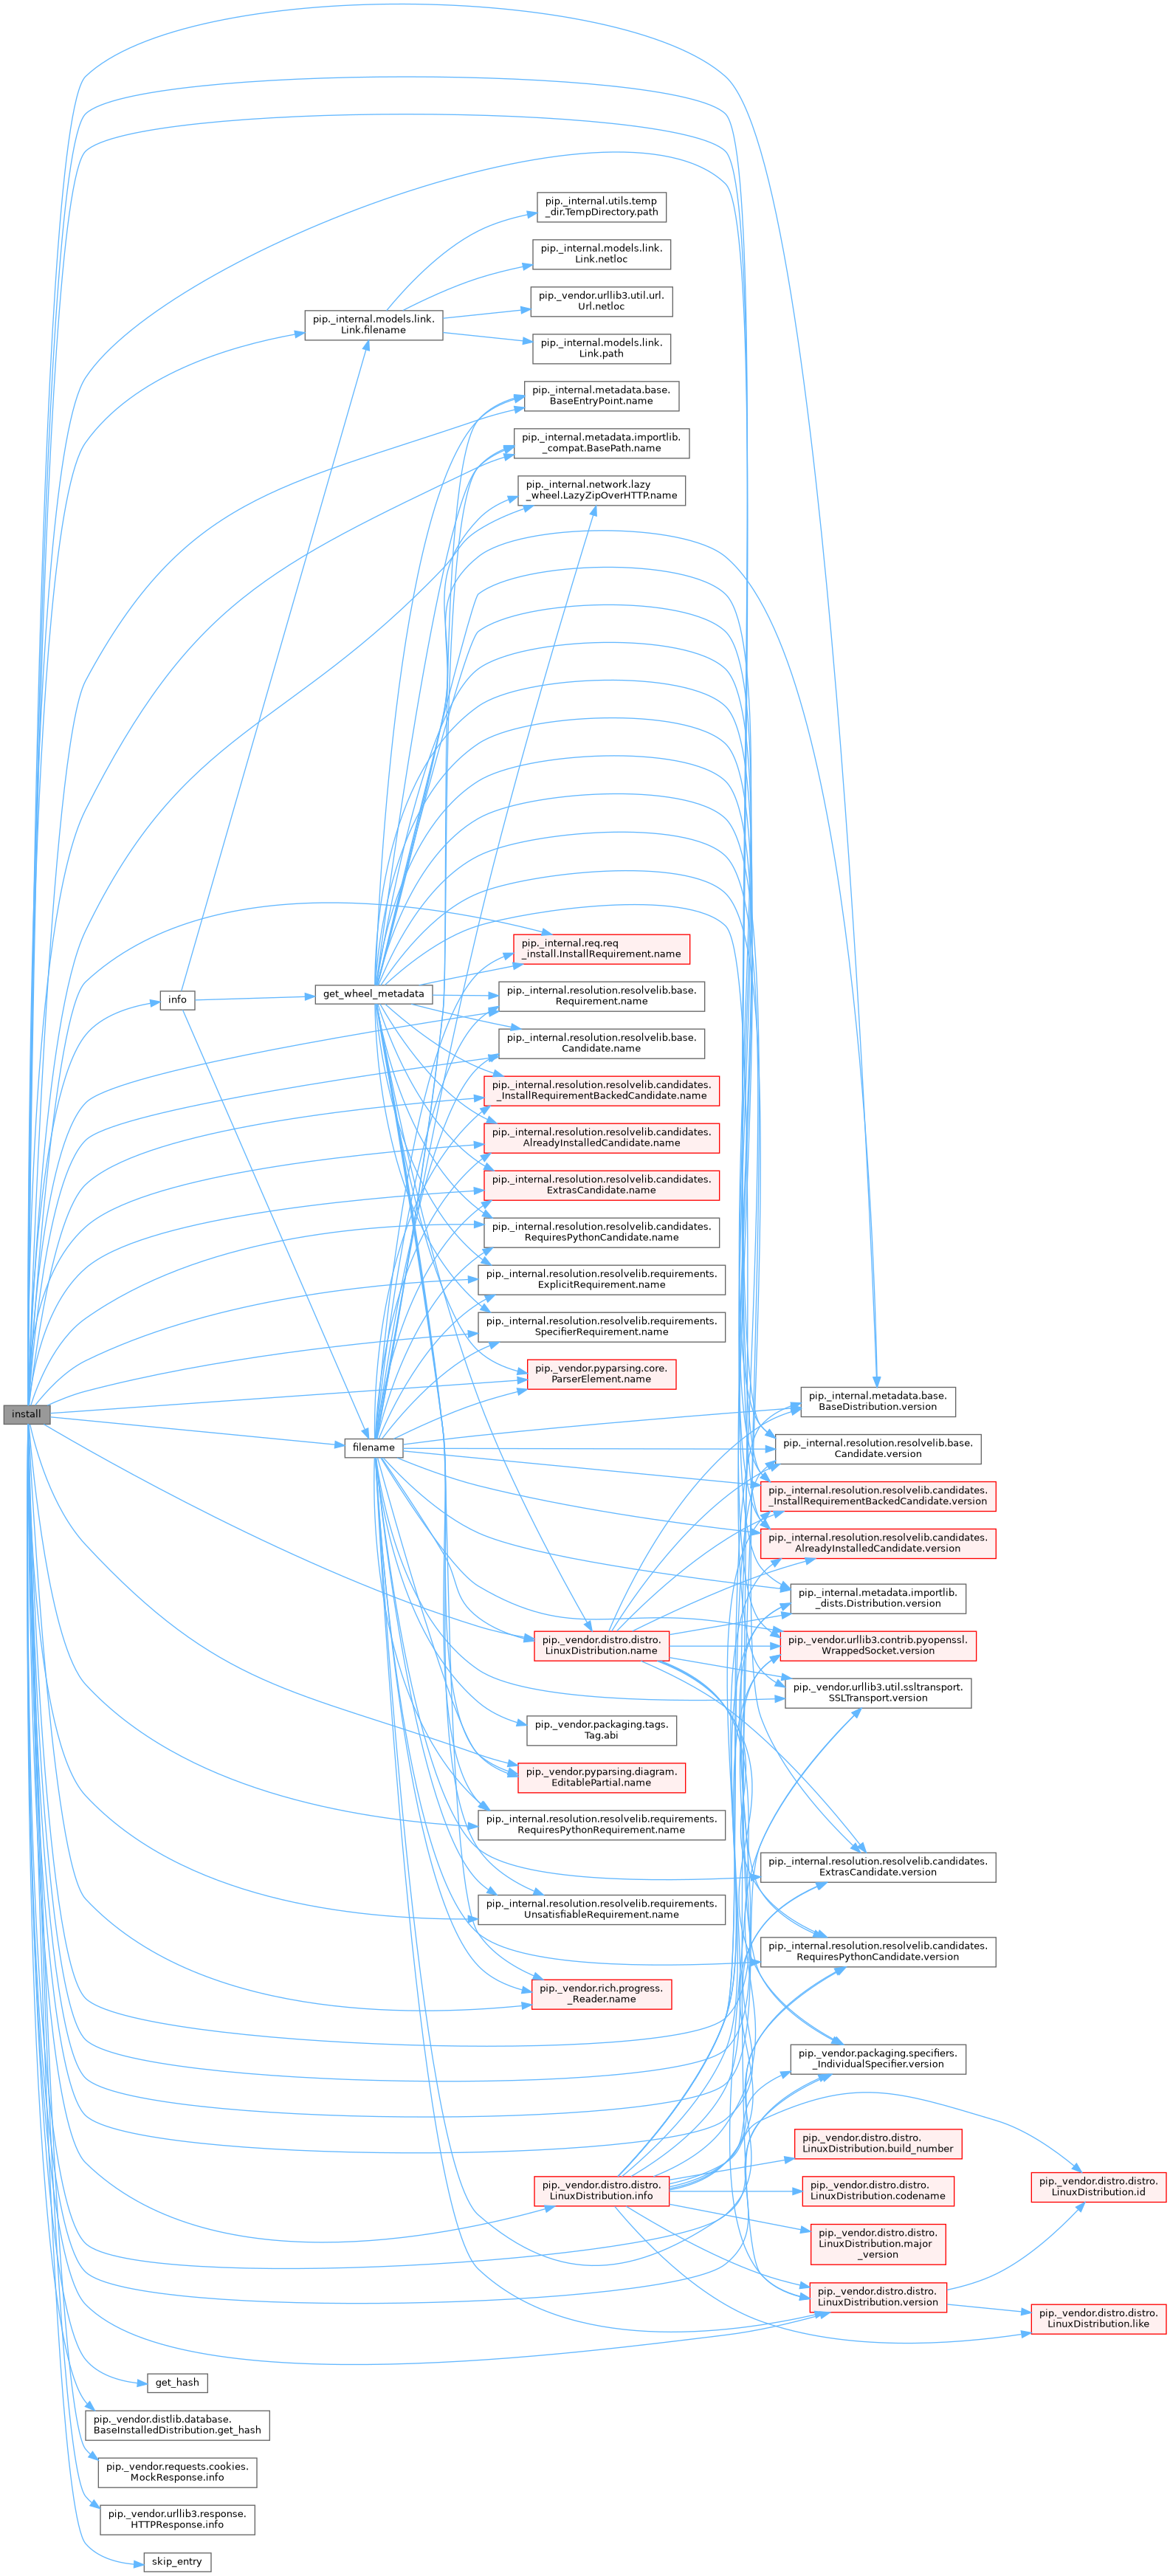 pip._internal.utils.temp
_dir.TempDirectory.path
pip._internal.models.link.
Link.netloc
pip._vendor.urllib3.util.url.
Url.netloc
pip._internal.models.link.
Link.filename
pip._internal.models.link.
Link.path
pip._internal.metadata.base.
BaseEntryPoint.name
pip._internal.metadata.importlib.
_compat.BasePath.name
pip._internal.network.lazy
_wheel.LazyZipOverHTTP.name
pip._internal.req.req
_install.InstallRequirement.name
info
get_wheel_metadata
pip._internal.resolution.resolvelib.base.
Requirement.name
pip._internal.resolution.resolvelib.base.
Candidate.name
pip._internal.resolution.resolvelib.candidates.
_InstallRequirementBackedCandidate.name
pip._internal.resolution.resolvelib.candidates.
AlreadyInstalledCandidate.name
pip._internal.resolution.resolvelib.candidates.
ExtrasCandidate.name
pip._internal.resolution.resolvelib.candidates.
RequiresPythonCandidate.name
pip._internal.resolution.resolvelib.requirements.
ExplicitRequirement.name
pip._internal.resolution.resolvelib.requirements.
SpecifierRequirement.name
pip._vendor.pyparsing.core.
ParserElement.name
install
filename
pip._internal.metadata.base.
BaseDistribution.version
pip._internal.resolution.resolvelib.base.
Candidate.version
pip._internal.resolution.resolvelib.candidates.
_InstallRequirementBackedCandidate.version
pip._internal.resolution.resolvelib.candidates.
AlreadyInstalledCandidate.version
pip._internal.metadata.importlib.
_dists.Distribution.version
pip._vendor.distro.distro.
LinuxDistribution.name
pip._vendor.urllib3.contrib.pyopenssl.
WrappedSocket.version
pip._vendor.urllib3.util.ssltransport.
SSLTransport.version
pip._vendor.packaging.tags.
Tag.abi
pip._vendor.pyparsing.diagram.
EditablePartial.name
pip._internal.resolution.resolvelib.requirements.
RequiresPythonRequirement.name
pip._internal.resolution.resolvelib.candidates.
ExtrasCandidate.version
pip._internal.resolution.resolvelib.requirements.
UnsatisfiableRequirement.name
pip._internal.resolution.resolvelib.candidates.
RequiresPythonCandidate.version
pip._vendor.rich.progress.
_Reader.name
pip._vendor.packaging.specifiers.
_IndividualSpecifier.version
pip._vendor.distro.distro.
LinuxDistribution.build_number
pip._vendor.distro.distro.
LinuxDistribution.info
pip._vendor.distro.distro.
LinuxDistribution.codename
pip._vendor.distro.distro.
LinuxDistribution.id
pip._vendor.distro.distro.
LinuxDistribution.major
_version
pip._vendor.distro.distro.
LinuxDistribution.version
pip._vendor.distro.distro.
LinuxDistribution.like
get_hash
pip._vendor.distlib.database.
BaseInstalledDistribution.get_hash
pip._vendor.requests.cookies.
MockResponse.info
pip._vendor.urllib3.response.
HTTPResponse.info
skip_entry